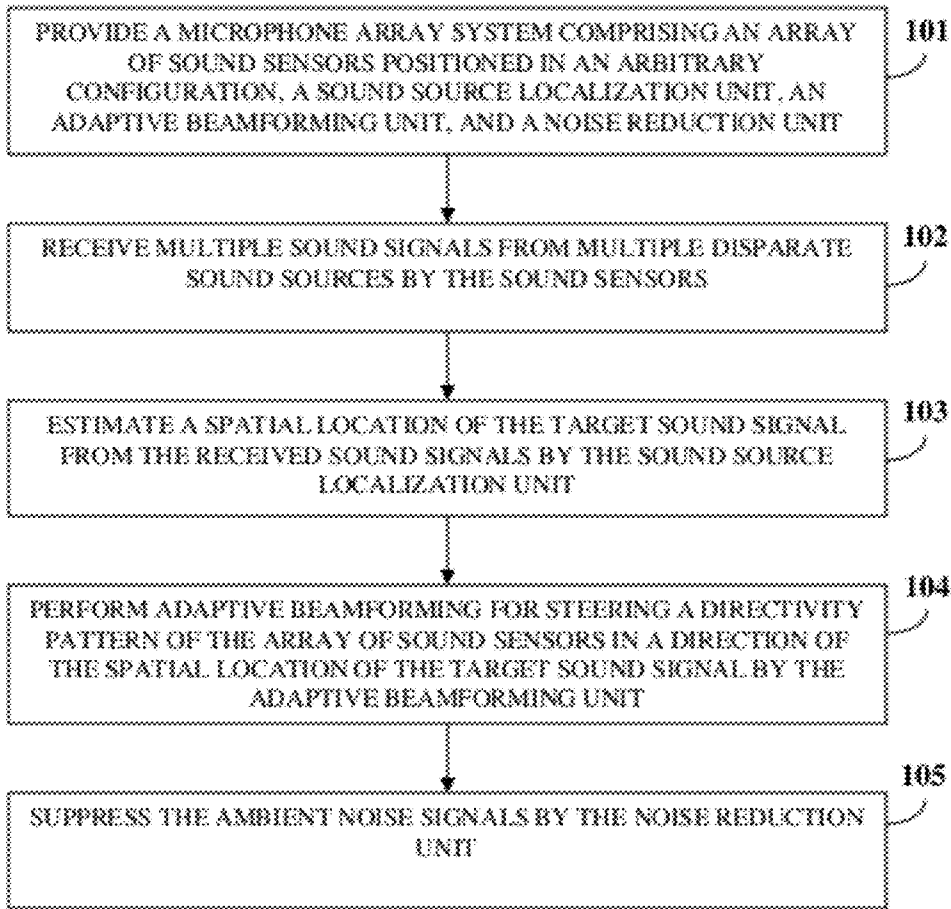 PROVIDE A MICROPHONE ARRAY SYSTEM COMPRISING AN ARRAY
OF SOUND SENSORS POSITIONED IN AN ARBITRARY
CONFIGURATION, A SOUND SOURCE LOCALIZATION UNIT, AN
ADAPTIVE BEAMFORMING UNIT, AND A NOISE REDUCTION UNIT
101
RECEIVE MULTIPLE SOUND SIGNALS FROM MULTIPLE DISPARATE
SOUND SOURCES BY THE SOUND SENSORS
102
ESTIMATE A SPATIAL LOCATION OF THE TARGET SOUND SIGNAL
FROM THE RECEIVED SOUND SIGNALS BY THE SOUND SOURCE
LOCALIZATION UNIT
103
PERFORM ADAPTIVE BEAMFORMING FOR STEERING A DIRECTIVITY
PATTERN OF THE ARRAY OF SOUND SENSORS IN A DIRECTION OF
THE SPATIAL LOCATION OF THE TARGET SOUND SIGNAL BY THE
ADAPTIVE BEAMFORMING UNIT
104
SUPPRESS THE AMBIENT NOISE SIGNALS BY THE NOISE REDUCTION
UNIT
105